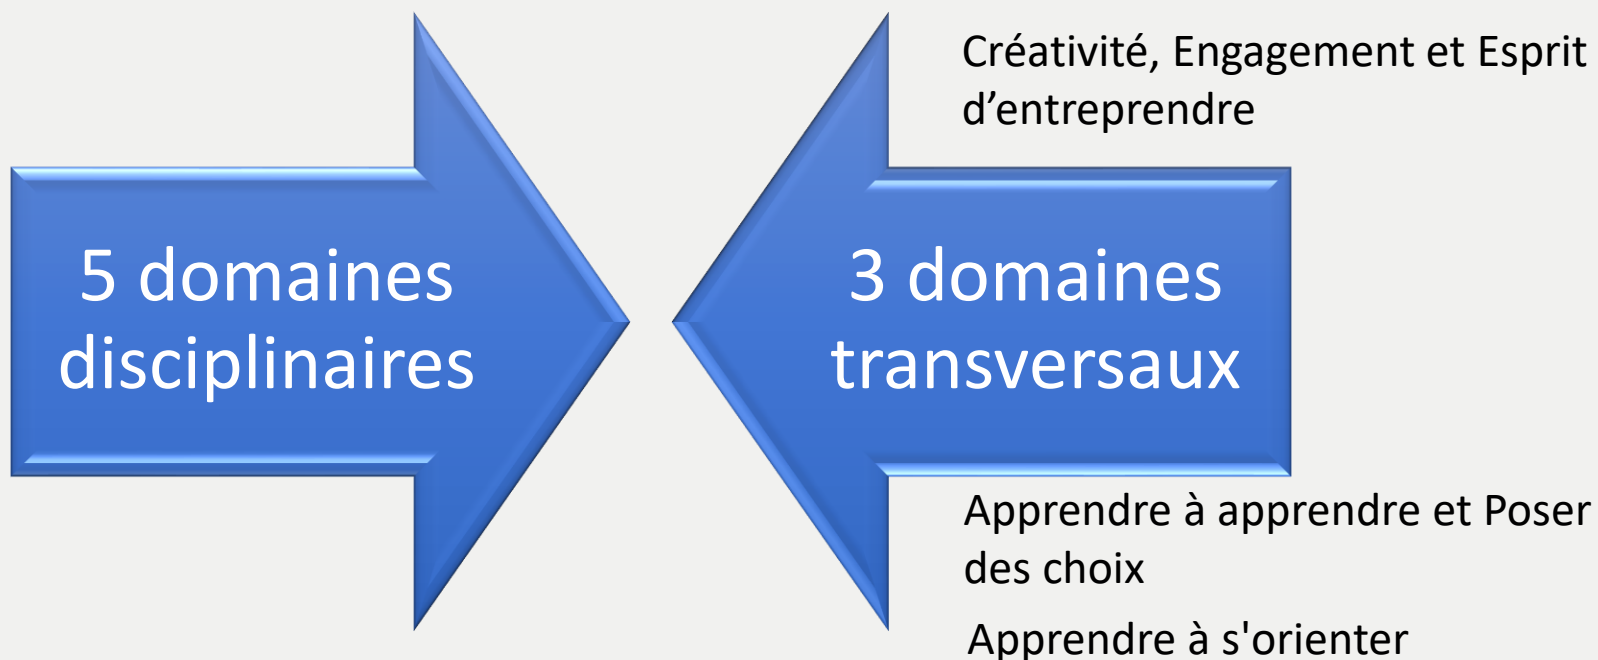 5 domaines
disciplinaires
Créativité, Engagement et Esprit
d’entreprendre
3 domaines
transversaux
Apprendre à apprendre et Poser
des choix
Apprendre à s'orienter